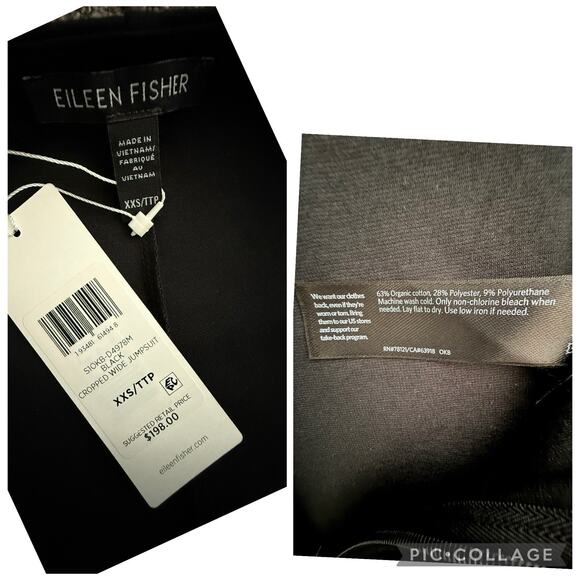 EILEEN FISHER
MADE IN
VIETNAM/
FABRIQUÉ
AU
VIETNAM
XXS/TTP
S1OKB-D4978M
BLACK
CROPPED WIDE JUMPSUIT
XXS/TTP
SUGGESTED RETAIL PRICE
$198.00
eileenfisher.com
We want our clothes
back, even if they're
worn or torn. Bring
them to our US stores
and support our
take-back program.
63% Organic cotton, 28% Polyester, 9% Polyurethane
Machine wash cold. Only non-chlorine bleach when
needed. Lay flat to dry. Use low iron if needed.
RN#78121/CA#63918 OKB
PIC•COLLAGE